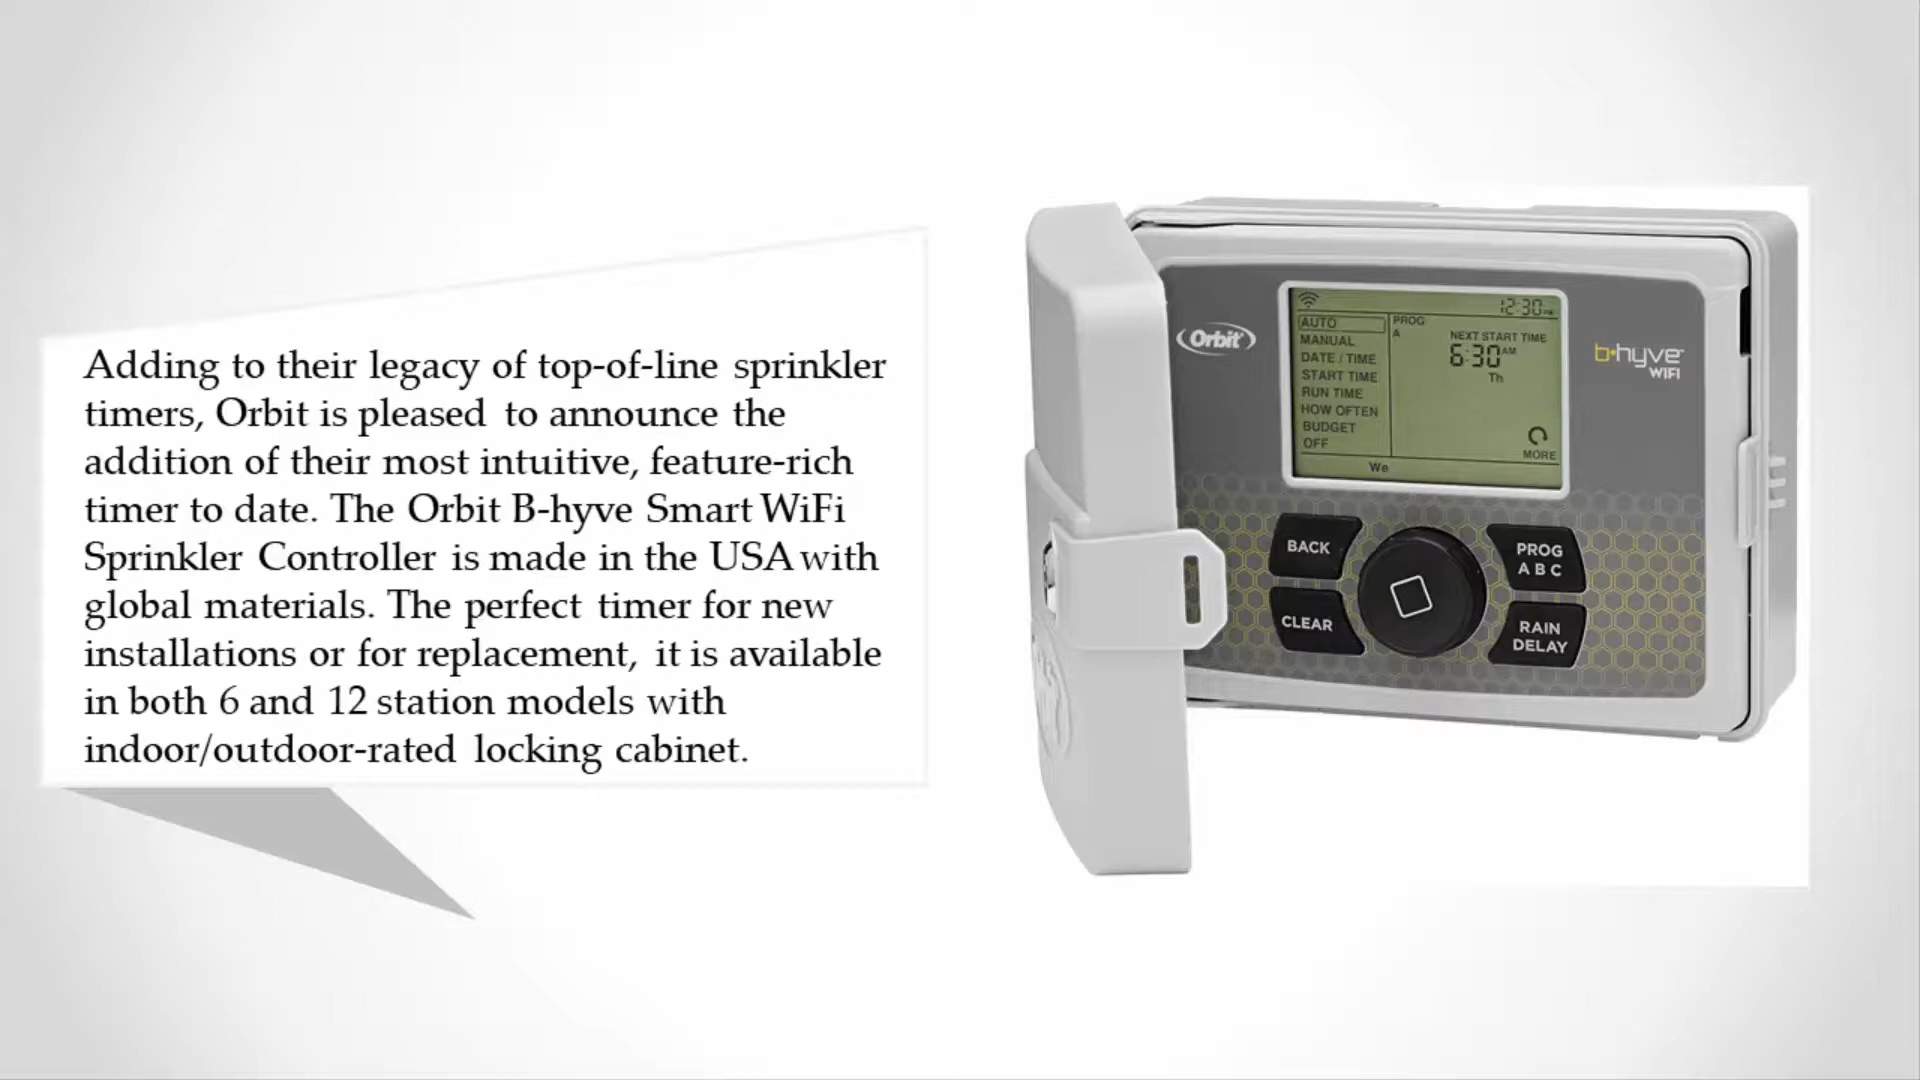 Adding to their legacy of top-of-line sprinkler
timers, Orbit is pleased to announce the
addition of their most intuitive, feature-rich
timer to date. The Orbit B-hyve Smart WiFi
Sprinkler Controller is made in the USA with
global materials. The perfect timer for new
installations or for replacement, it is available
in both 6 and 12 station models with
indoor/outdoor-rated locking cabinet.
Orbit
12:30
AUTO
MANUAL
DATE / TIME
START TIME
RUN TIME
HOW OFTEN
BUDGET
OFF
PROG
A
NEXT START TIME
6:30 AM
Th
MORE
We
b•hyve
WIFI
BACK
CLEAR
PROG
A B C
RAIN
DELAY